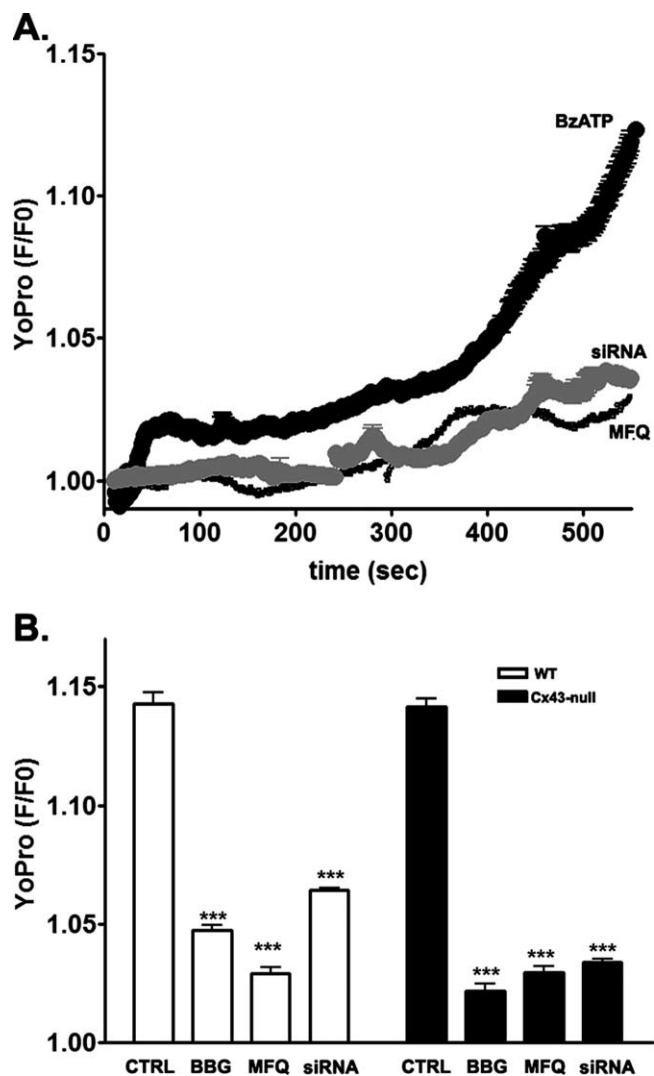 A.
1.15
BzATP
1.10
YoPro (F/F0)
1.05
siRNA
MFQ
1.00
0 100 200 300 400 500
time (sec)
B.
WT
Cx43-null
1.15
YoPro (F/F0)
1.10
***
***
***
***
***
***
1.05
1.00
CTRL BBG MFQ siRNA CTRL BBG MFQ siRNA